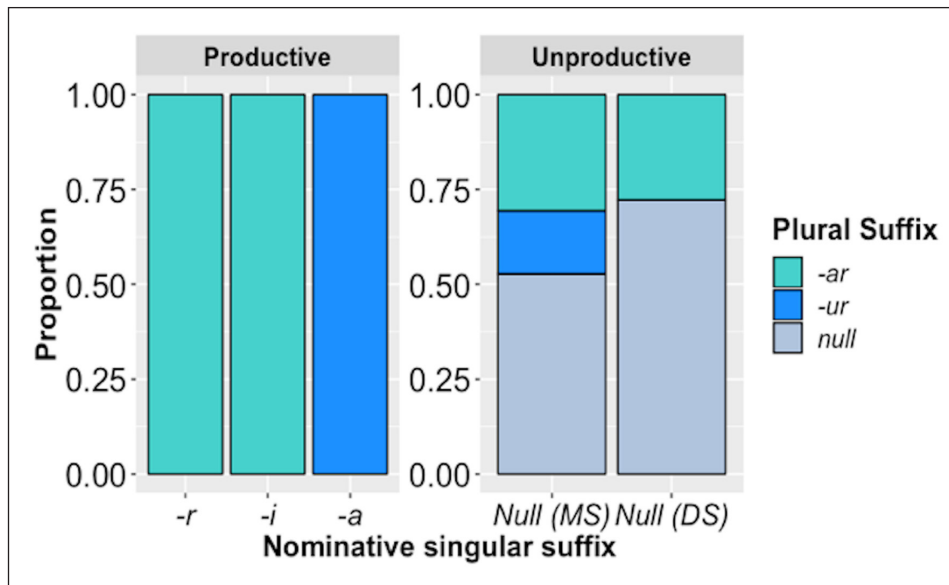 Productive
Unproductive
Proportion
1.00
0.75
0.50
0.25
0.00
1.00
0.75
0.50
0.25
0.00
-r
-i
-a
Null (MS)
Null (DS)
Nominative singular suffix
Plural Suffix
-ar
-ur
null